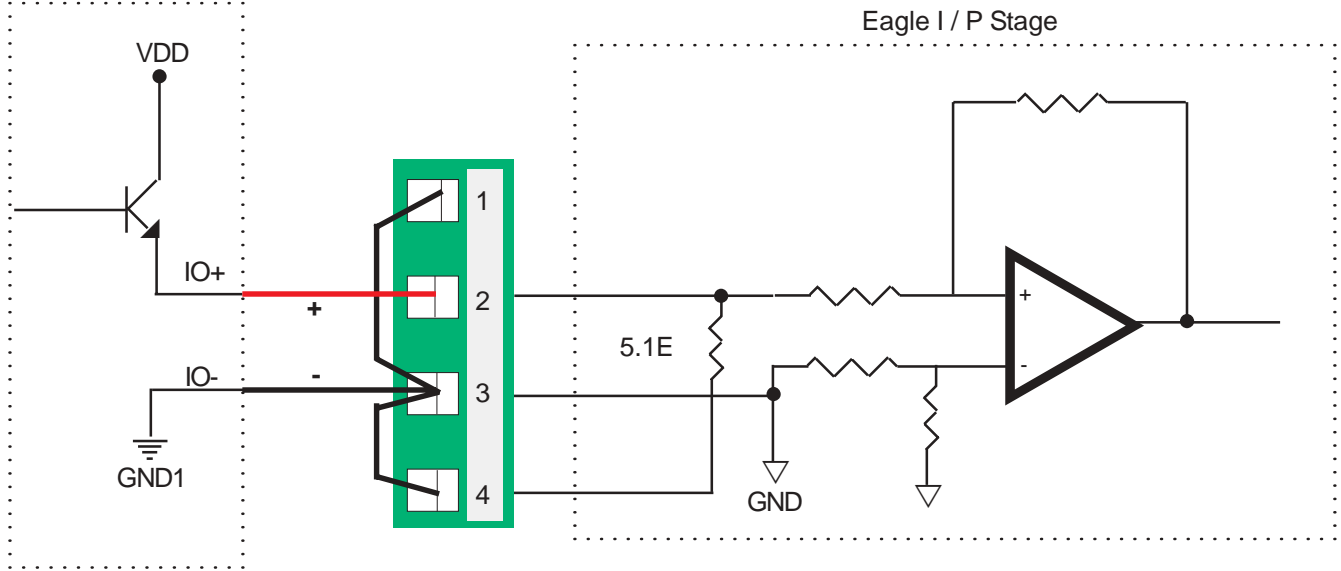 Eagle I / P Stage
VDD
1
IO+
+
2
+
5.1E
IO-
-
3
-
GND1
4
GND